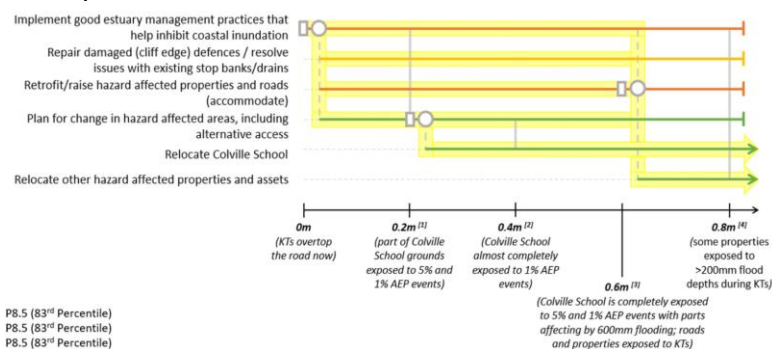 Implement good estuary management practices that
help inhibit coastal inundation
Repair damaged (cliff edge) defences / resolve
issues with existing stop banks/drains
Retrofit/raise hazard affected properties and roads
(accommodate)
Plan for change in hazard affected areas, including
alternative access
Relocate Colville School
Relocate other hazard affected properties and assets
0m
(KTs overtop
the road now)
0.2m [1]
(part of Colville
School grounds
exposed to 5% and
1% AEP events)
0.4m [2]
(Colville School
almost completely
exposed to 1% AEP
events)
0.6m [3]
(Colville School is completely exposed
to 5% and 1% AEP events with parts
affecting by 600mm flooding; roads
and properties exposed to KTs)
0.8m [4]
(some properties
exposed to
>200mm flood
depths during KTs)
P8.5 (83rd Percentile)
P8.5 (83rd Percentile)
P8.5 (83rd Percentile)